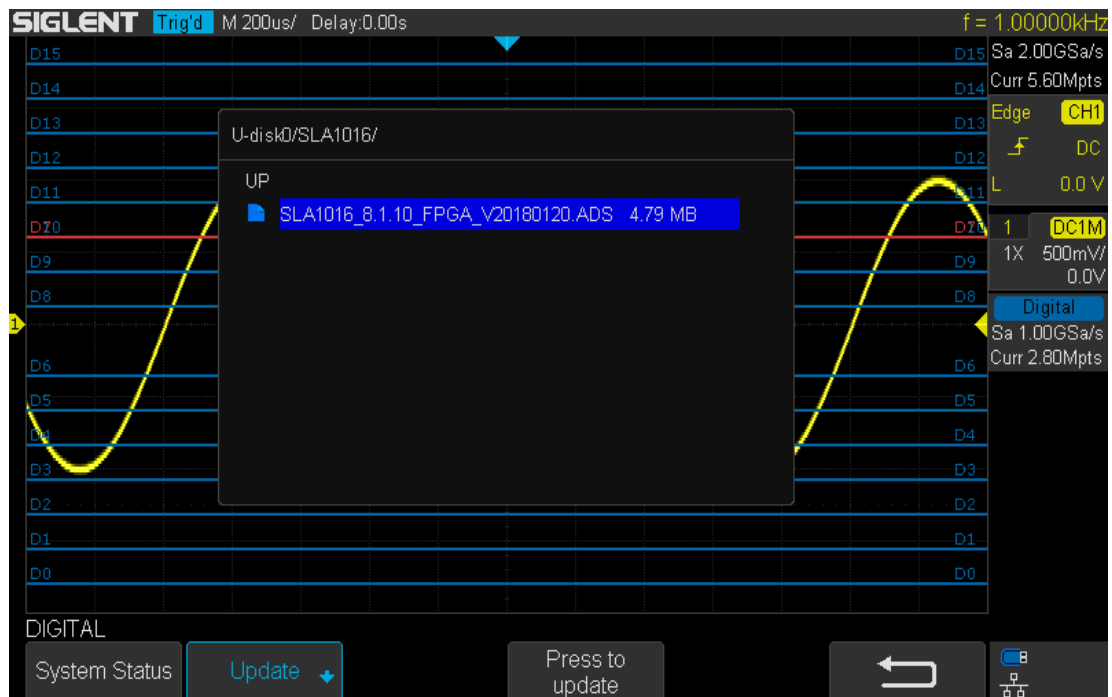 SIGLENT Trig'd M 200us/ Delay:0.00s f = 1.00000kHz
Sa 2.00GSa/s
Curr 5.60Mpts
Edge CH1
DC
L 0.0 V
1 DC1M
1X 500mV/
0.0V
Digital
Sa 1.00GSa/s
Curr 2.80Mpts
D15 D15
D14 D14
D13 D13
D12 D12
D11 D11
D10
D9 D9
D8 D8
1
D6 D6
D5 D5
D4 D4
D3 D3
D2 D2
D1 D1
D0 D0
U-disk0/SLA1016/
UP
SLA1016_8.1.10_FPGA_V20180120.ADS 4.79 MB
DIGITAL
System Status Update Press to
update